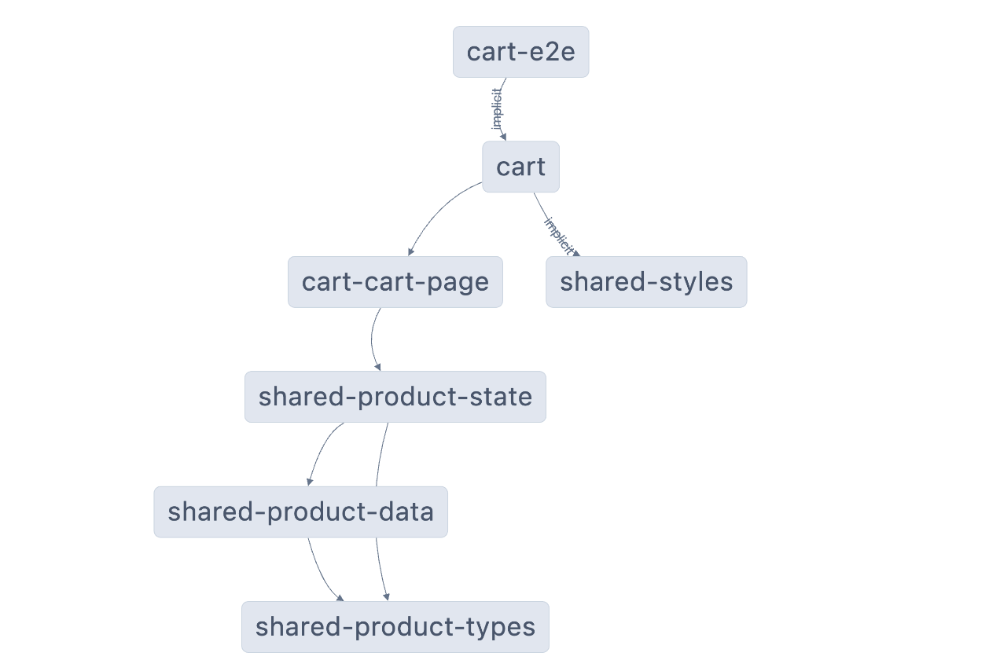 cart-e2e
implicit
cart
implicit
cart-cart-page
shared-styles
shared-product-state
shared-product-data
shared-product-types